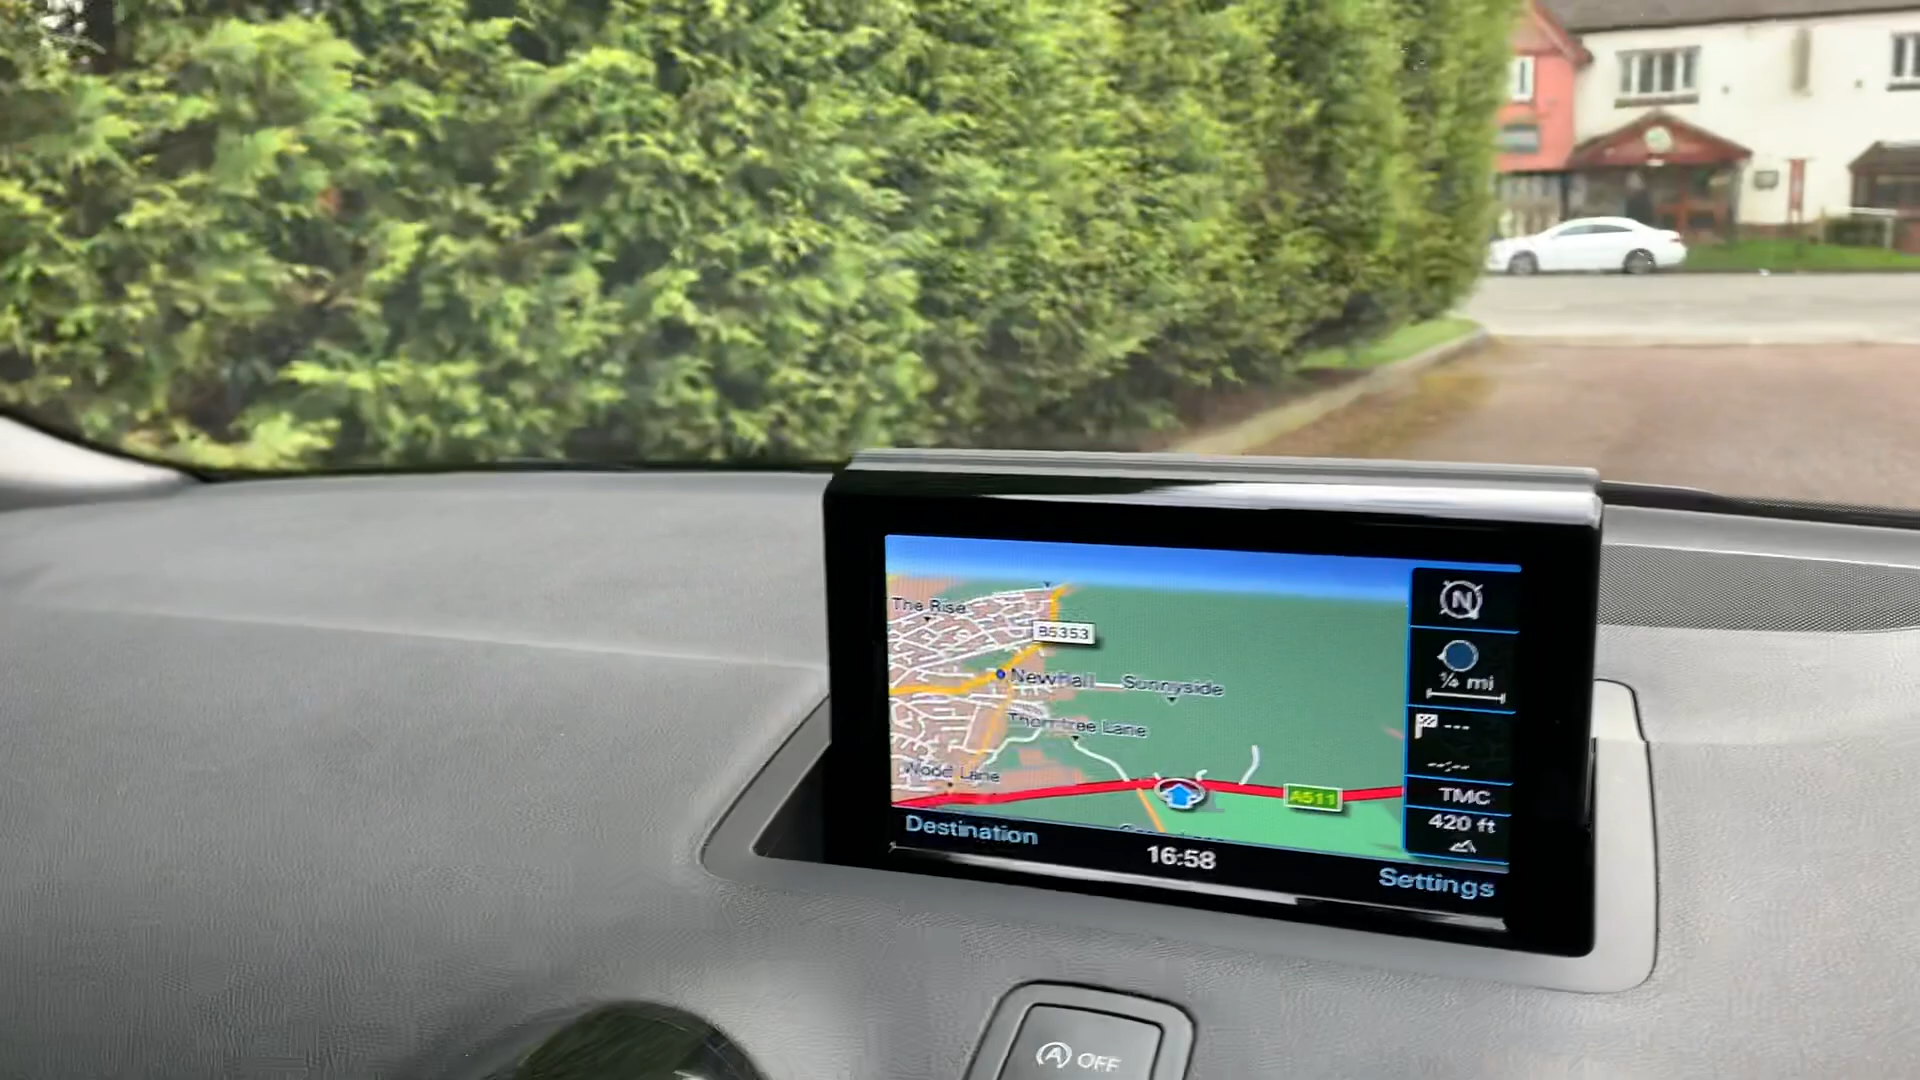 The Rise
B5353
Newhall
Sunnyside
Thorntree Lane
Wood Lane
A511
N
¼ mi
---
--:--
TMC
420 ft
Destination
16:58
Settings
A OFF